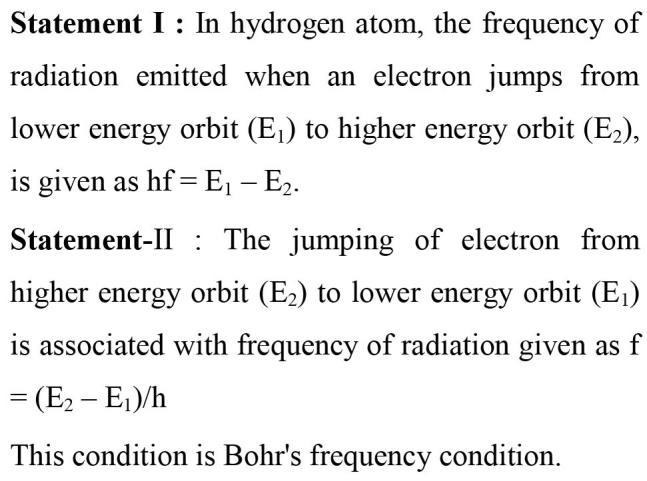 Statement I : In hydrogen atom, the frequency of
radiation emitted when an electron jumps from
lower energy orbit (E₁) to higher energy orbit (E₂),
is given as hf = E₁ – E₂.
Statement-II : The jumping of electron from
higher energy orbit (E₂) to lower energy orbit (E₁)
is associated with frequency of radiation given as f
= (E₂ – E₁)/h
This condition is Bohr's frequency condition.